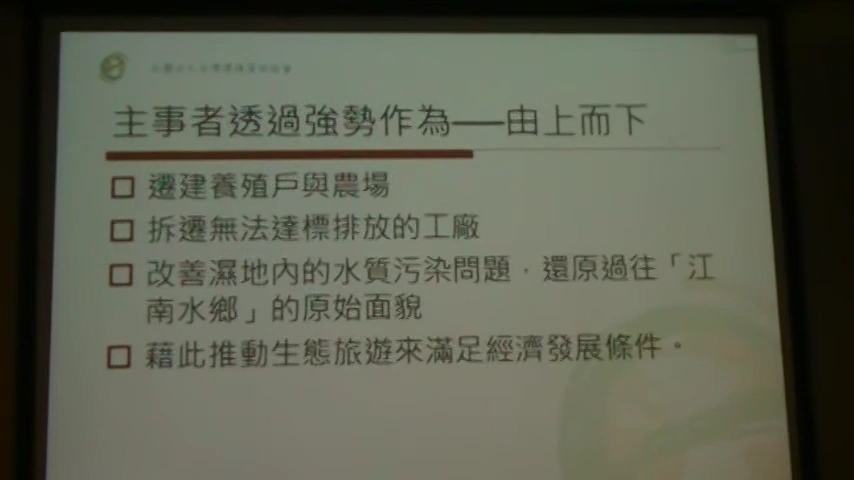 主事者透過強勢作為──由上而下
遷建養殖戶與農場
拆遷無法達標排放的工廠
改善濕地內的水質污染問題，還原過往「江
南水鄉」的原始面貌
藉此推動生態旅遊來滿足經濟發展條件。